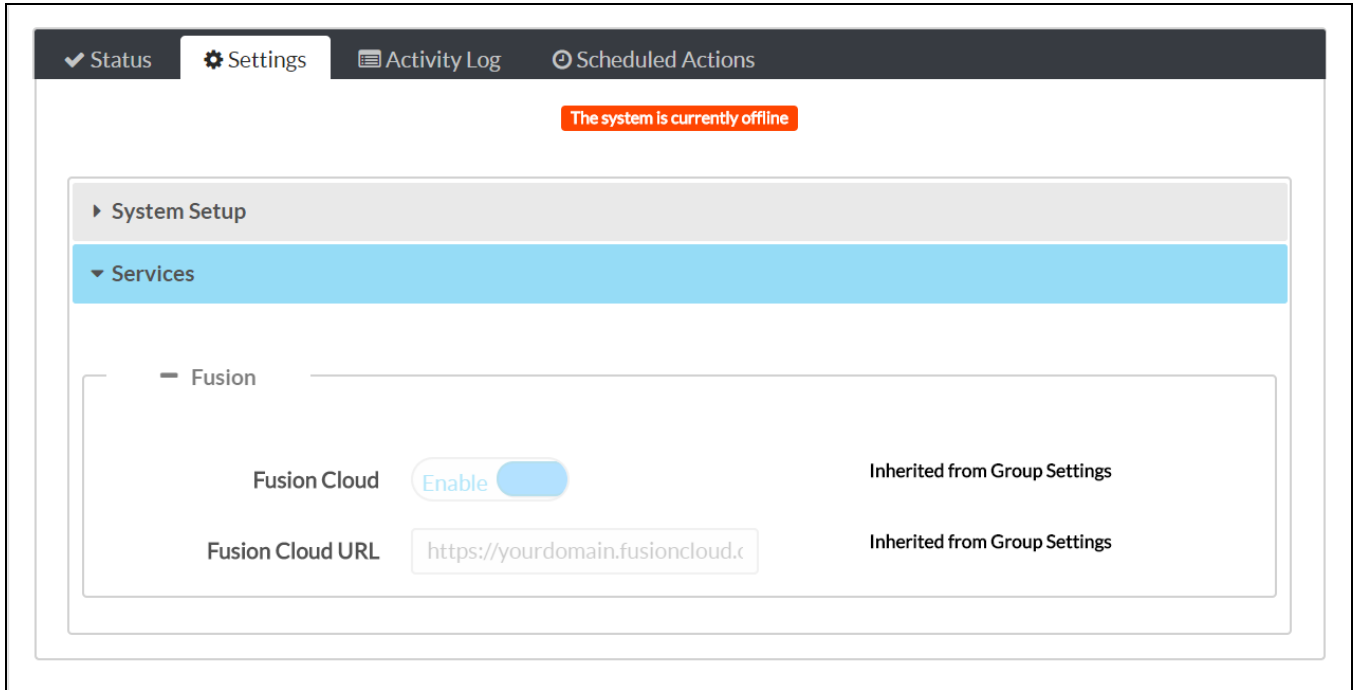 Status Settings Activity Log Scheduled Actions
The system is currently offline
System Setup
Services
Fusion
Fusion Cloud Enable Inherited from Group Settings
Fusion Cloud URL https://yourdomain.fusioncloud.c Inherited from Group Settings